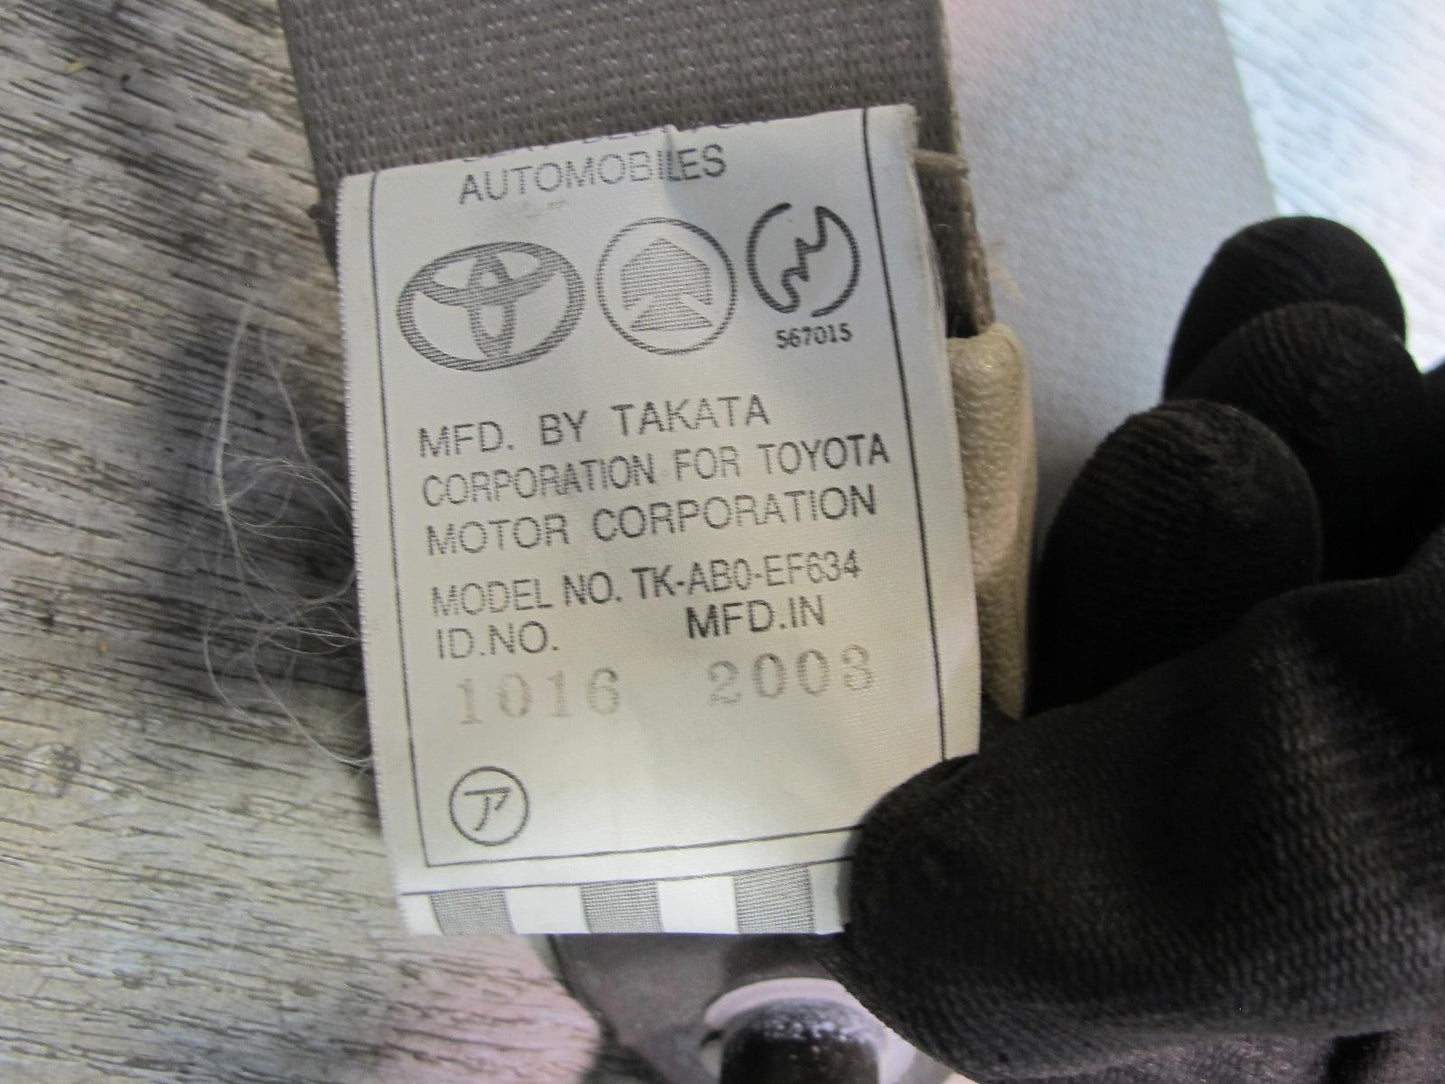 AUTOMOBILES
567015
MFD. BY TAKATA
CORPORATION FOR TOYOTA
MOTOR CORPORATION
MODEL NO. TK-AB0-EF634
ID.NO. MFD.IN
1016 2003
ア